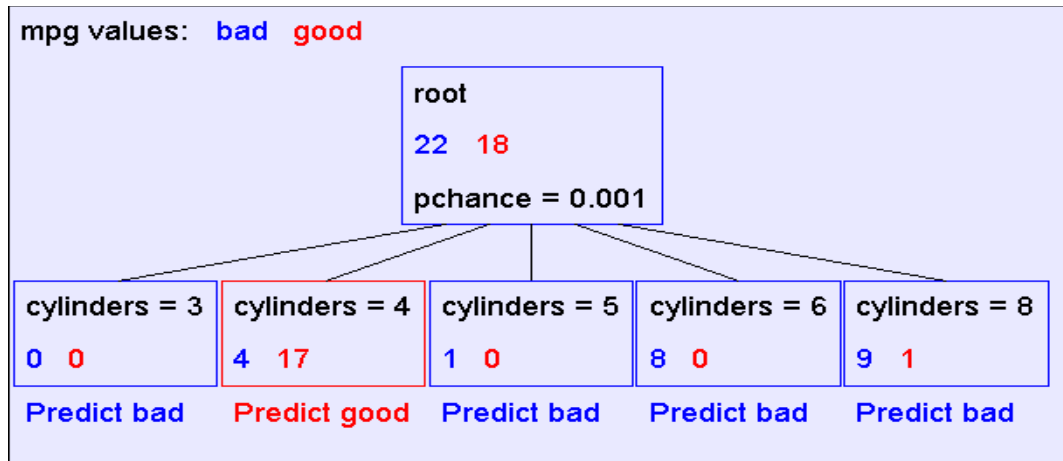 mpg values: bad good
root
22 18
pchance = 0.001
cylinders = 3 cylinders = 4 cylinders = 5 cylinders = 6 cylinders = 8
0 0 4 17 1 0 8 0 9 1
Predict bad Predict good Predict bad Predict bad Predict bad